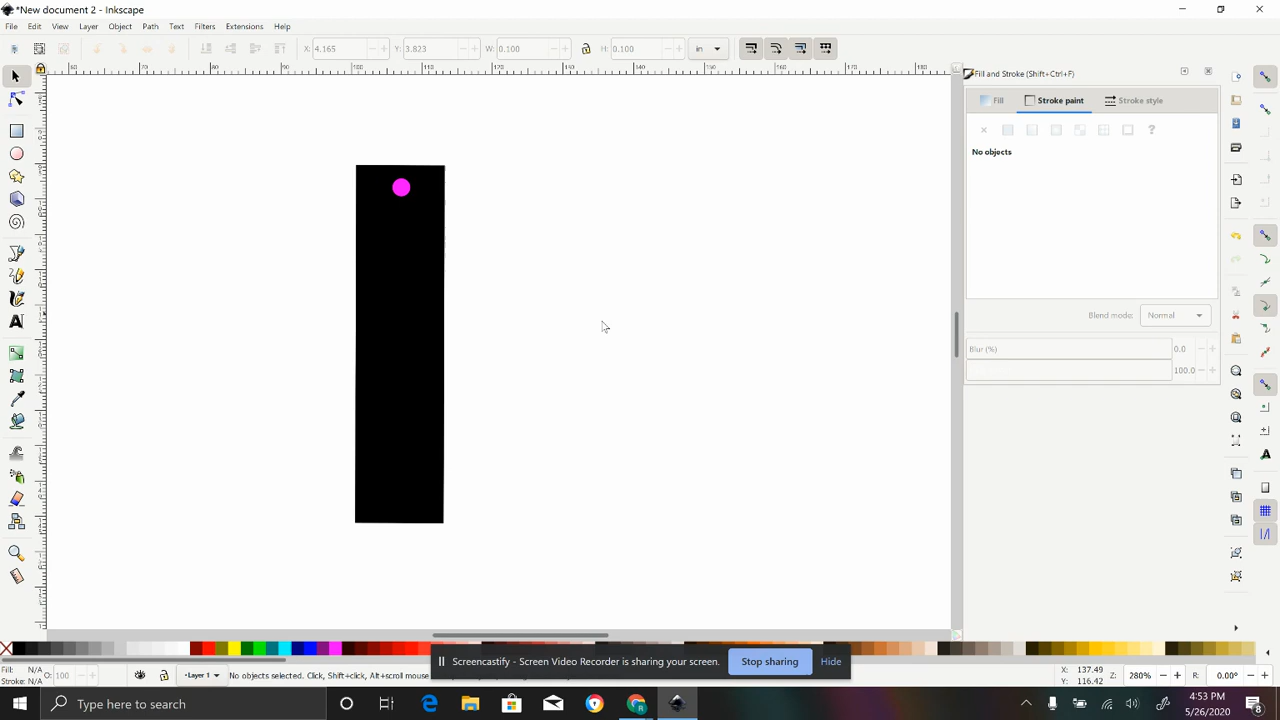 *New document 2 - Inkscape
File Edit View Layer Object Path Text Filters Extensions Help
X: 4.165 Y: 3.823 W: 0.100 H: 0.100 in
Fill and Stroke (Shift+Ctrl+F)
Fill Stroke paint Stroke style
?
No objects
Blend mode: Normal
Blur (%) 0.0
100.0
Screencastify - Screen Video Recorder is sharing your screen. Stop sharing Hide
Fill: N/A
Stroke: N/A
O: 100
Layer 1
No objects selected. Click, Shift+click, Alt+scroll mouse
X: 137.49
Y: 116.42
Z: 280%
R: 0.00°
Type here to search
4:53 PM
5/26/2020
8